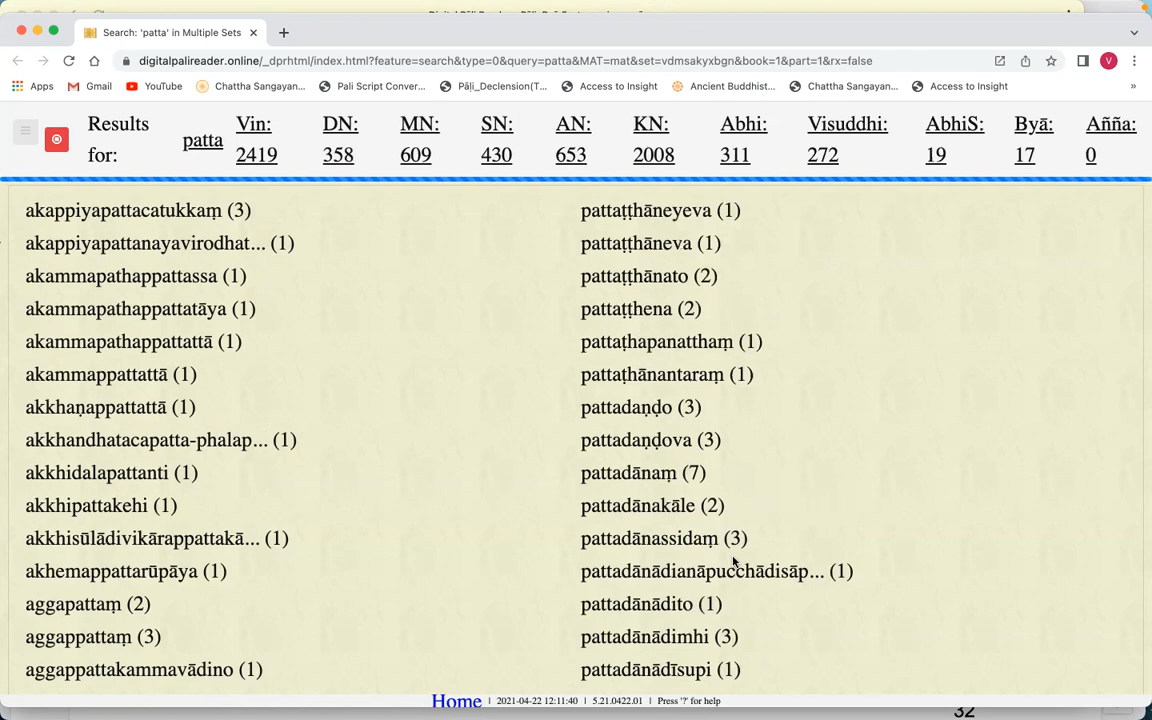 Search: 'patta' in Multiple Sets
digitalpalireader.online/_dprhtml/index.html?feature=search&type=0&query=patta&MAT=mat&set=vdmsakyxbgn&book=1&part=1&rx=false
Apps Gmail YouTube Chattha Sangayan... Pali Script Conver... Pāḷi_Declension(T... Access to Insight Ancient Buddhist... Chattha Sangayan... Access to Insight »
Results for: patta Vin: 2419 DN: 358 MN: 609 SN: 430 AN: 653 KN: 2008 Abhi: 311 Visuddhi: 272 AbhiS: 19 Byā: 17 Añña: 0
akappiyapattacatukkaṃ (3)
akappiyapattanayavirodhat... (1)
akammapathappattassa (1)
akammapathappattatāya (1)
akammapathappattattā (1)
akammappattattā (1)
akkhaṇappattattā (1)
akkhandhatacapatta-phalap... (1)
akkhidalapattanti (1)
akkhipattakehi (1)
akkhisūlādivikārappattakā... (1)
akhemappattarūpāya (1)
aggapattaṃ (2)
aggappattaṃ (3)
aggappattakammavādino (1)
pattaṭṭhāneyeva (1)
pattaṭṭhāneva (1)
pattaṭṭhānato (2)
pattaṭṭhena (2)
pattaṭhapanatthaṃ (1)
pattaṭhānantaraṃ (1)
pattadaṇḍo (3)
pattadaṇḍova (3)
pattadānaṃ (7)
pattadānakāle (2)
pattadānassidaṃ (3)
pattadānādianāpucchādisāp... (1)
pattadānādito (1)
pattadānādimhi (3)
pattadānādīsupi (1)
Home | 2021-04-22 12:11:40 | 5.21.0422.01 | Press '?' for help
32